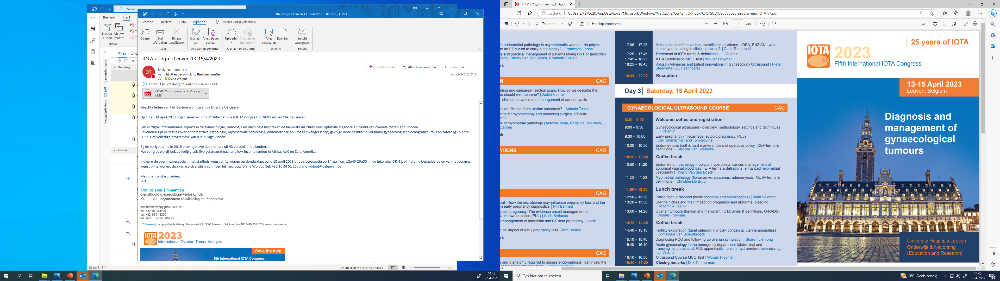 Zoeken
Bestand
Start
Nieuwe e-mail
Nieuwe items
Nieuw
Alles
Ong
Vandaag
Gisteren
Verzonden items
Verwijderde items 138768
Items: 51.914
Online met: Microsoft Exchange
10%
IOTA-congres Leuven 13-15/4/2023 - Bericht (HTML)
Bestand Bericht Help Bijlagen Vertel wat u wilt doen
Openen
Snel afdrukken
Bijlage verwijderen
Opslaan als
Alle bijlagen opslaan
Uploaden
Alle bijlagen uploaden
Alles selecteren
Kopiëren
Bericht weergeven
Acties
Opslaan op computer
Opslaan in de Cloud
Selectie
Bericht
IOTA-congres Leuven 13-15/4/2023
DT
Dirk Timmerman
Aan Directiecomité; Bestuurscomité
CC Diana Wolput
Beantwoorden
Allen beantwoorden
Doorsturen
wo 29-3-2023 21:34
U hebt dit bericht doorgestuurd op 29-3-2023 21:43.
PDF
23EV0026_programma_IOTA_v7.pdf
2 MB
Geachte leden van het Bestuurscomité en de Directie UZ Leuven,
Op 13 en 14 april 2023 organiseren wij ons 5de Internationaal IOTA-congres in O&N1 en het CAG te Leuven.
Een vijftigtal internationale experts in de gynaecologie, radiologie en oncologie bespreken de nieuwste inzichten over optimale diagnose en beleid van ovariële cysten en tumoren.
Bovendien zijn er sessies over endometriale pathologie, myometriale pathologie, endometriose en vroege zwangerschap, gevolgd door de interuniversitaire gynaecologische echografiecursus op zaterdag 15 april
2023. Het volledige programma kan u in bijlage vinden.
Bij de vorige editie in 2019 ontvingen we deelnemers uit 43 verschillende landen.
Het congres wordt ook volledig gratis live gestreamd naar alle low-income landen in Afrika, Azië en Zuid-Amerika.
Indien u de openingsreceptie in het stadhuis wenst bij te wonen op donderdagavond 13 april 2023 of de slotreceptie op 14 april om 18u45-20u00 in de inkomhal O&N 1 of indien u bepaalde delen van het congres
wenst bij te wonen, dan kan u zich gratis inschrijven bij mevrouw Diane Wolput (tel. +32 16 34 51 25) diane.wolput@uzleuven.be
Met vriendelijke groeten,
Dirk
prof. dr. Dirk Timmerman
diensthoofd gynaecologie-verloskunde
KU Leuven, departement ontwikkeling en regeneratie
dirk.timmerman@uzleuven.be
tel. +32 16 344201
fax +32 16 344205
tel. secr. +32 16 345125
UZ Leuven | campus Gasthuisberg | Herestraat 49 | 3000 Leuven - Belgium | btw BE 0419 052 173 | www.uzleuven.be
IOTA 2023
International Ovarian Tumor Analysis
Save the date
5th International IOTA Congress
14:45
12-4-2023
23EV0026_programma_IOTA_v7.p
Bestand C:/Users/x278620/AppData/Local/Microsoft/Windows/INetCache/Content.Outlook/UJQTSUD1/23EV0026_programma_IOTA_v7.pdf
Tekenen
Hardop voorlezen
1 van 2
th endometrial pathology in asymptomatic women - do polyps
re an ET cut-off to carry out a biopsy? | Francesco Leone
es and practical management of patients taking HRT or tamoxifen
eone, Thierry Van den Bosch, Elisabeth Epstein
ak
N CAG
eding and caesarean section scars. How do we describe the
en should we intervene? | Judith Huirne
, clinical relevance and management of adenomyosis
entiate fibroids from uterine sarcomas? | Antonia Testa
ents for myomectomy and predicting surgical difficulty
man
es of myometrial pathology | Antonia Testa, Christine De Bruyn,
ccarone
ak
ATIONS CAG
CAG
rial – how the microbiome may influence pregnancy loss and the
in early pregnancy diagnostics | Phil Bennett
ctopic pregnancy: The evidence based management of
Unknown Location (PUL) | Chris Kyriacou
l management of interstitial and CS scar pregnancy | Judith
gical impact of early pregnancy loss | Tom Bourne
ak
CAG
e pelvic anatomy required to assess endometriosis: identifying the
17:05 – 17:25 Making sense of the various classification systems - IDEA, ENZIAN - what
should you be using in clinical practice? | Carla Tomassetti
17:25 – 17:45 Rehearsal of IOTA terms & definitions | Lil Valentin
17:45 – 18:25 IOTA Certification MCQ Test | Wouter Froyman
18:25 – 18:45 Voluson Advances and Latest innovations in Gynaecology Ultrasound | Pieter
Steensma (GE Healthcare)
18:45 – 20.00 Reception
Day 3 | Saturday, 15 April 2023
GYNAECOLOGICAL ULTRASOUND COURSE CAG
8:30 – 9:00 Welcome coffee and registration
9:00 – 9:30 Gynaecological ultrasound - overview, methodology, settings and techniques
| Lil Valentin
9:30 – 10:00 Early pregnancy (miscarriage, ectopic pregnancy, PUL)
| Dirk Timmerman and Tom Bourne
10:00 – 10:30 Endometriosis (soft & hard markers, basis of operative policy, IDEA terms &
definitions) | Caroline Van Holsbeke
10:30 – 10:50 Coffee break
10:50 – 11:20 Endometrium pathology – polyps, hyperplasia, cancer, management of
abnormal vaginal blood loss, IETA terms & definitions, enhanced myometrial
vascularity | Thierry Van den Bosch
11:20 – 11:50 Myometrial pathology (fibromas vs. sarcomas, adenomyosis, MUSA terms &
definitions) | Christine De Bruyn
11.50 – 12:50 Lunch break
12:50 – 13:20 Pelvic floor ultrasound (basic concepts and examinations) | Joan Veldman
13:20 – 13:50 Uterine niches and their impact on pregnancy and abnormal bleeding
| Robert De Leeuw
13:50 – 14:20 Ovarian tumours (benign and malignant, IOTA terms & definitions, O-RADS)
| Wouter Froyman
14:20 – 14:40 Coffee break
14:40 – 15:10 Fertility exploration (tubal patency: HyFoSy, congenital uterine anomalies)
| Dominique Van Schoubroeck
15:10 – 15:40 Diagnosing PCO and following up ovarian stimulation | Sharon Lie Fong
15:40 – 16:10 Acute gynaecology in the emergency department (abdominal and
transvaginal ultrasound, PID, appendicitis, torsion, hydroureteronephrosis …)
| Lil Valentin
16:10 – 16:50 Ultrasound Course MCQ Test | Wouter Froyman
16:50 – 17:00 Closing remarks | Dirk Timmerman
25 years of IOTA
IOTA 2023
Fifth International IOTA Congress
13-15 April 2023
Leuven, Belgium
Diagnosis and
management of
gynaecological
tumours
University Hospitals Leuven
Onderwijs & Navorsing
(Education and Research)
Typ hier om te zoeken
0°C Deels zonnig
14:45
12-4-2023
20